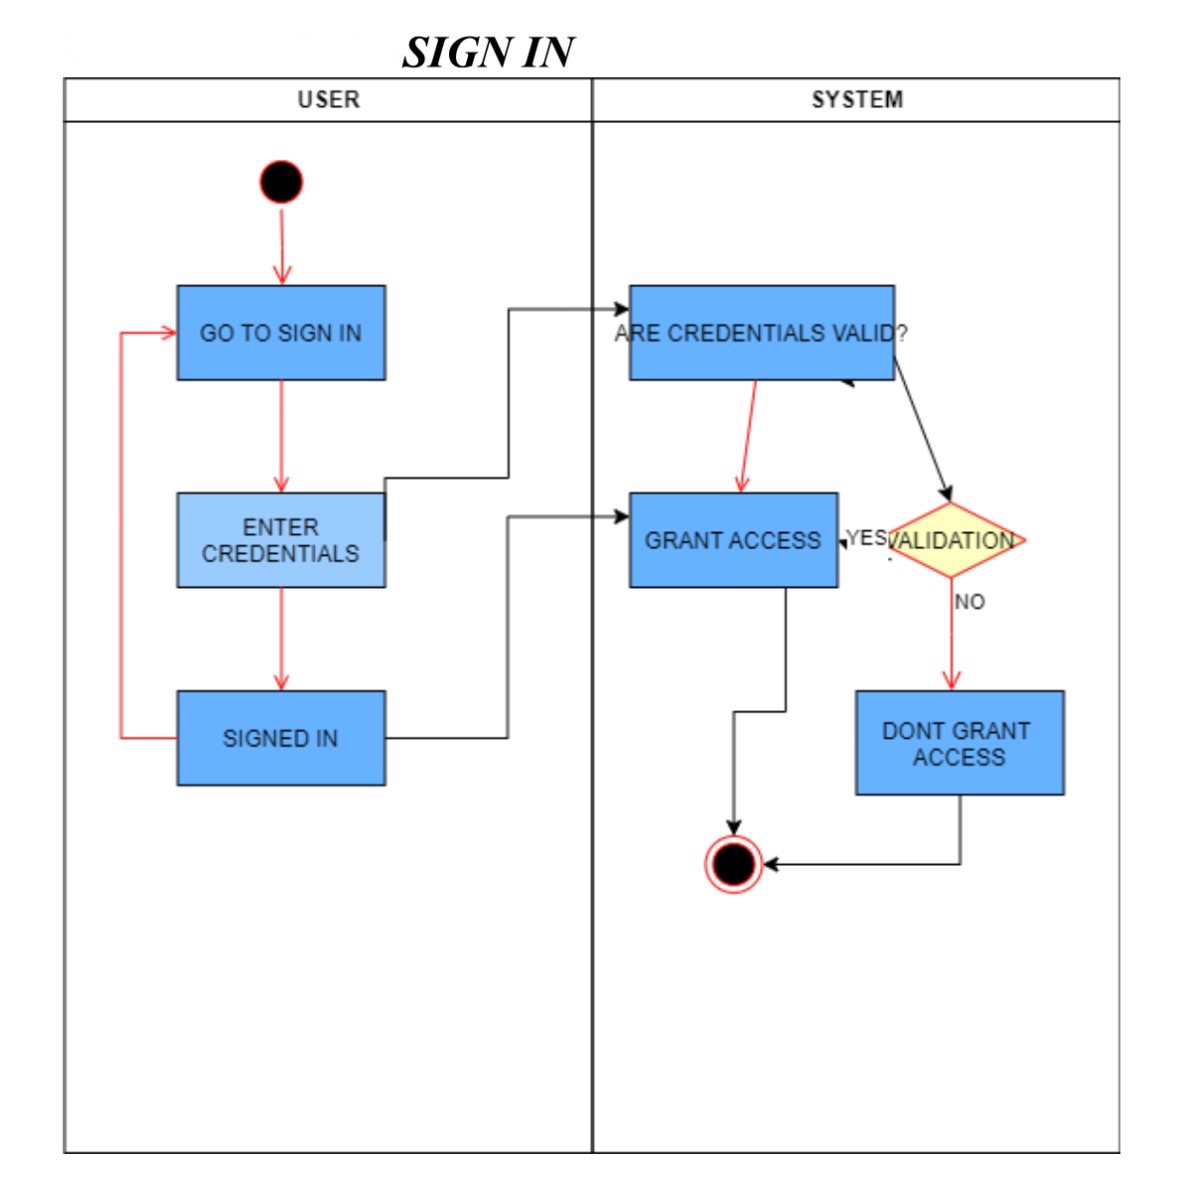 SIGN IN
USER
SYSTEM
GO TO SIGN IN
ARE CREDENTIALS VALID?
ENTER
CREDENTIALS
GRANT ACCESS
YES
VALIDATION
NO
SIGNED IN
DONT GRANT
ACCESS